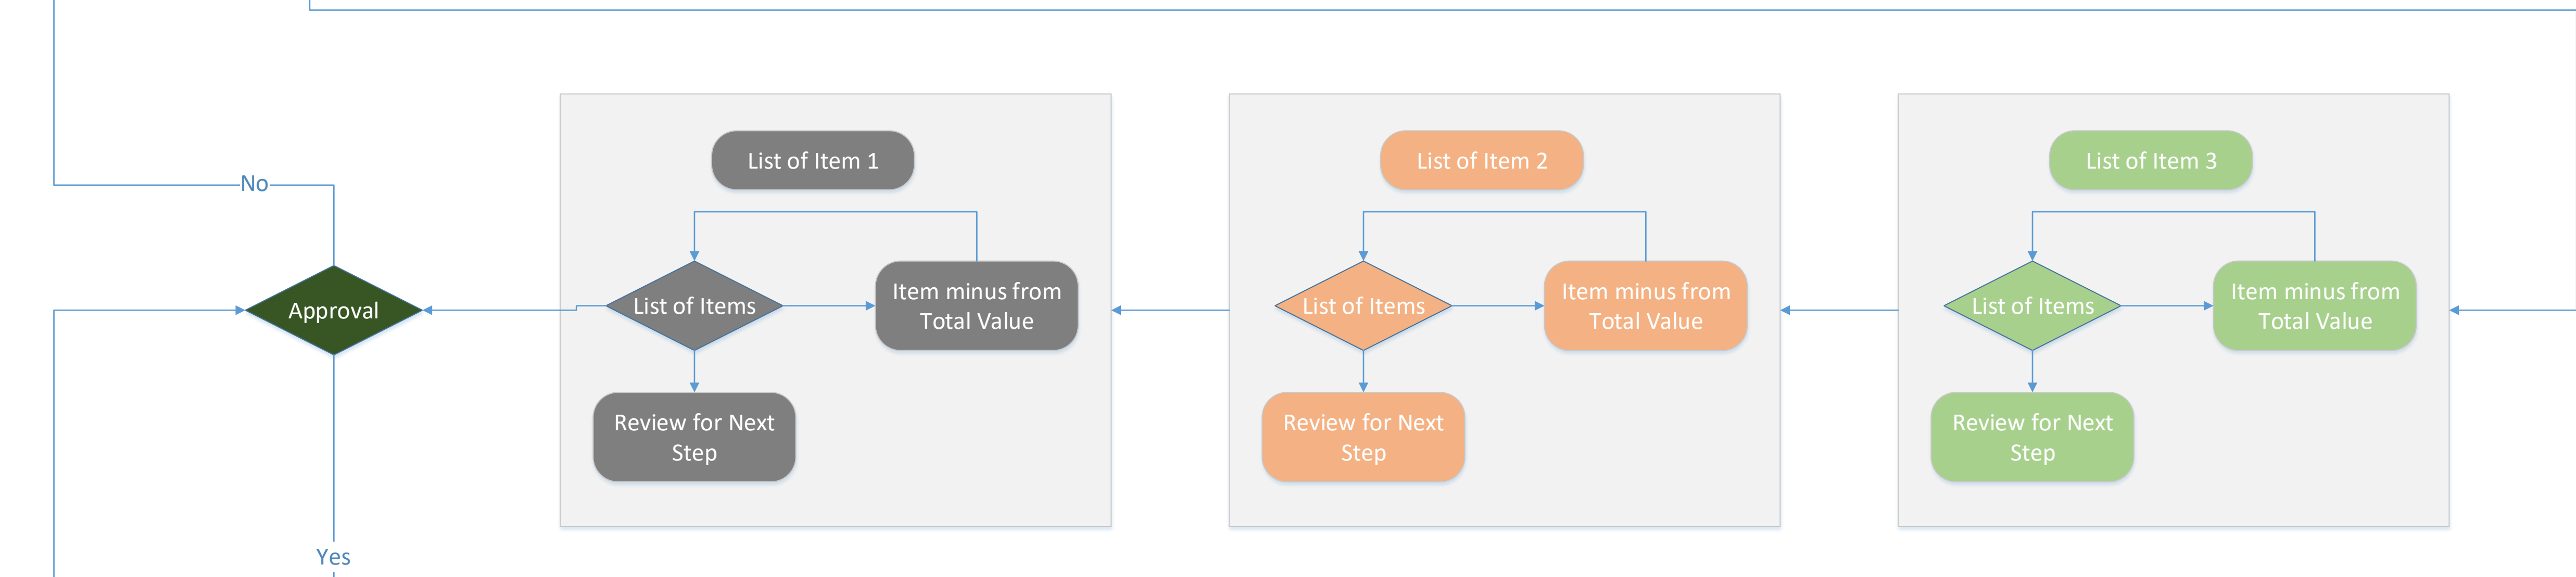 List of Item 1
List of Item 2
List of Item 3
No
Approval
List of Items
Item minus from
Total Value
List of Items
Item minus from
Total Value
List of Items
Item minus from
Total Value
Review for Next
Step
Review for Next
Step
Review for Next
Step
Yes